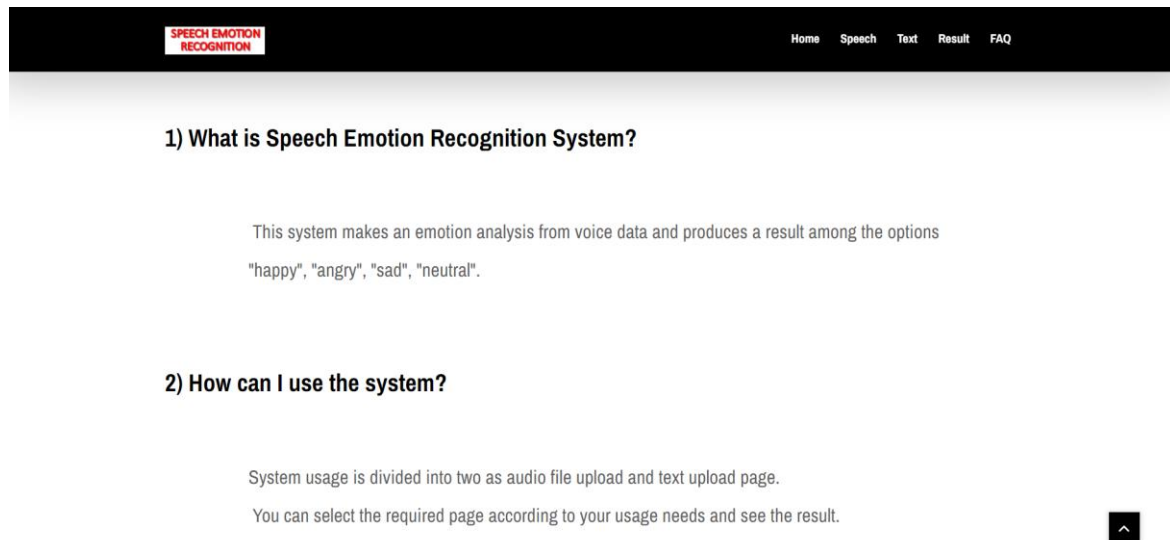 SPEECH EMOTION
RECOGNITION
Home Speech Text Result FAQ
1) What is Speech Emotion Recognition System?
This system makes an emotion analysis from voice data and produces a result among the options
"happy", "angry", "sad", "neutral".
2) How can I use the system?
System usage is divided into two as audio file upload and text upload page.
You can select the required page according to your usage needs and see the result.